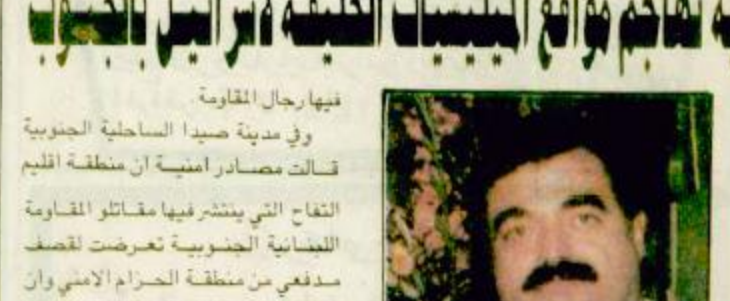 تهاجم مواقع الميليشيات الحليفة لاسرائيل بالجنوب
فيها رجال المقاومة
وفي مدينة صيدا الساحلية الجنوبية
قالت مصادر امنية ان منطقة اقليم
التفاح التي ينتشر فيها مقاتلو المقاومة
اللبنانية الجنوبية تعرضت لقصف
مدفعي من منطقة الحزام الامني وان